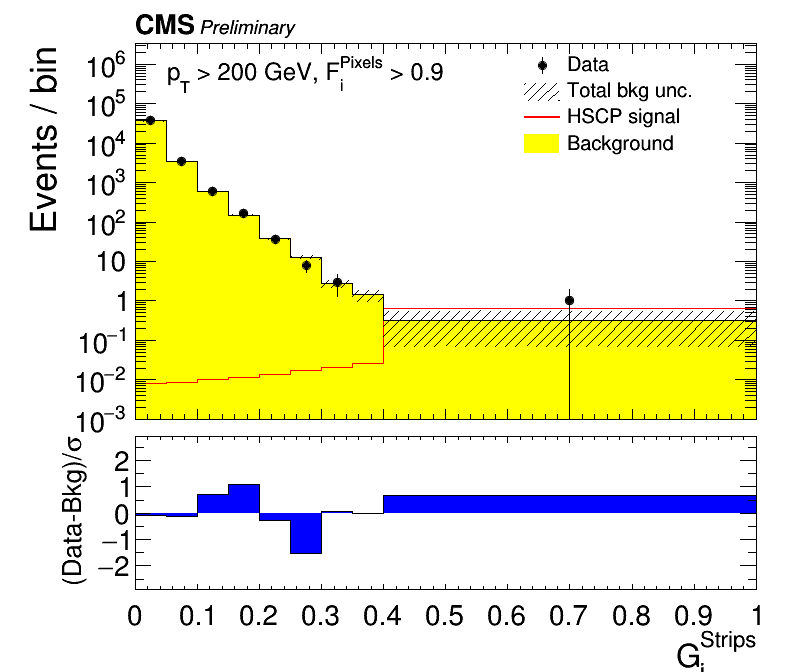 CMS Preliminary
p_T > 200 GeV, F_i^Pixels > 0.9
Data
Total bkg unc.
HSCP signal
Background
Events / bin
10^6
10^5
10^4
10^3
10^2
10
1
10^−1
10^−2
10^−3
(Data-Bkg)/σ
2
1
0
−1
−2
0 0.1 0.2 0.3 0.4 0.5 0.6 0.7 0.8 0.9 1
G_i^Strips